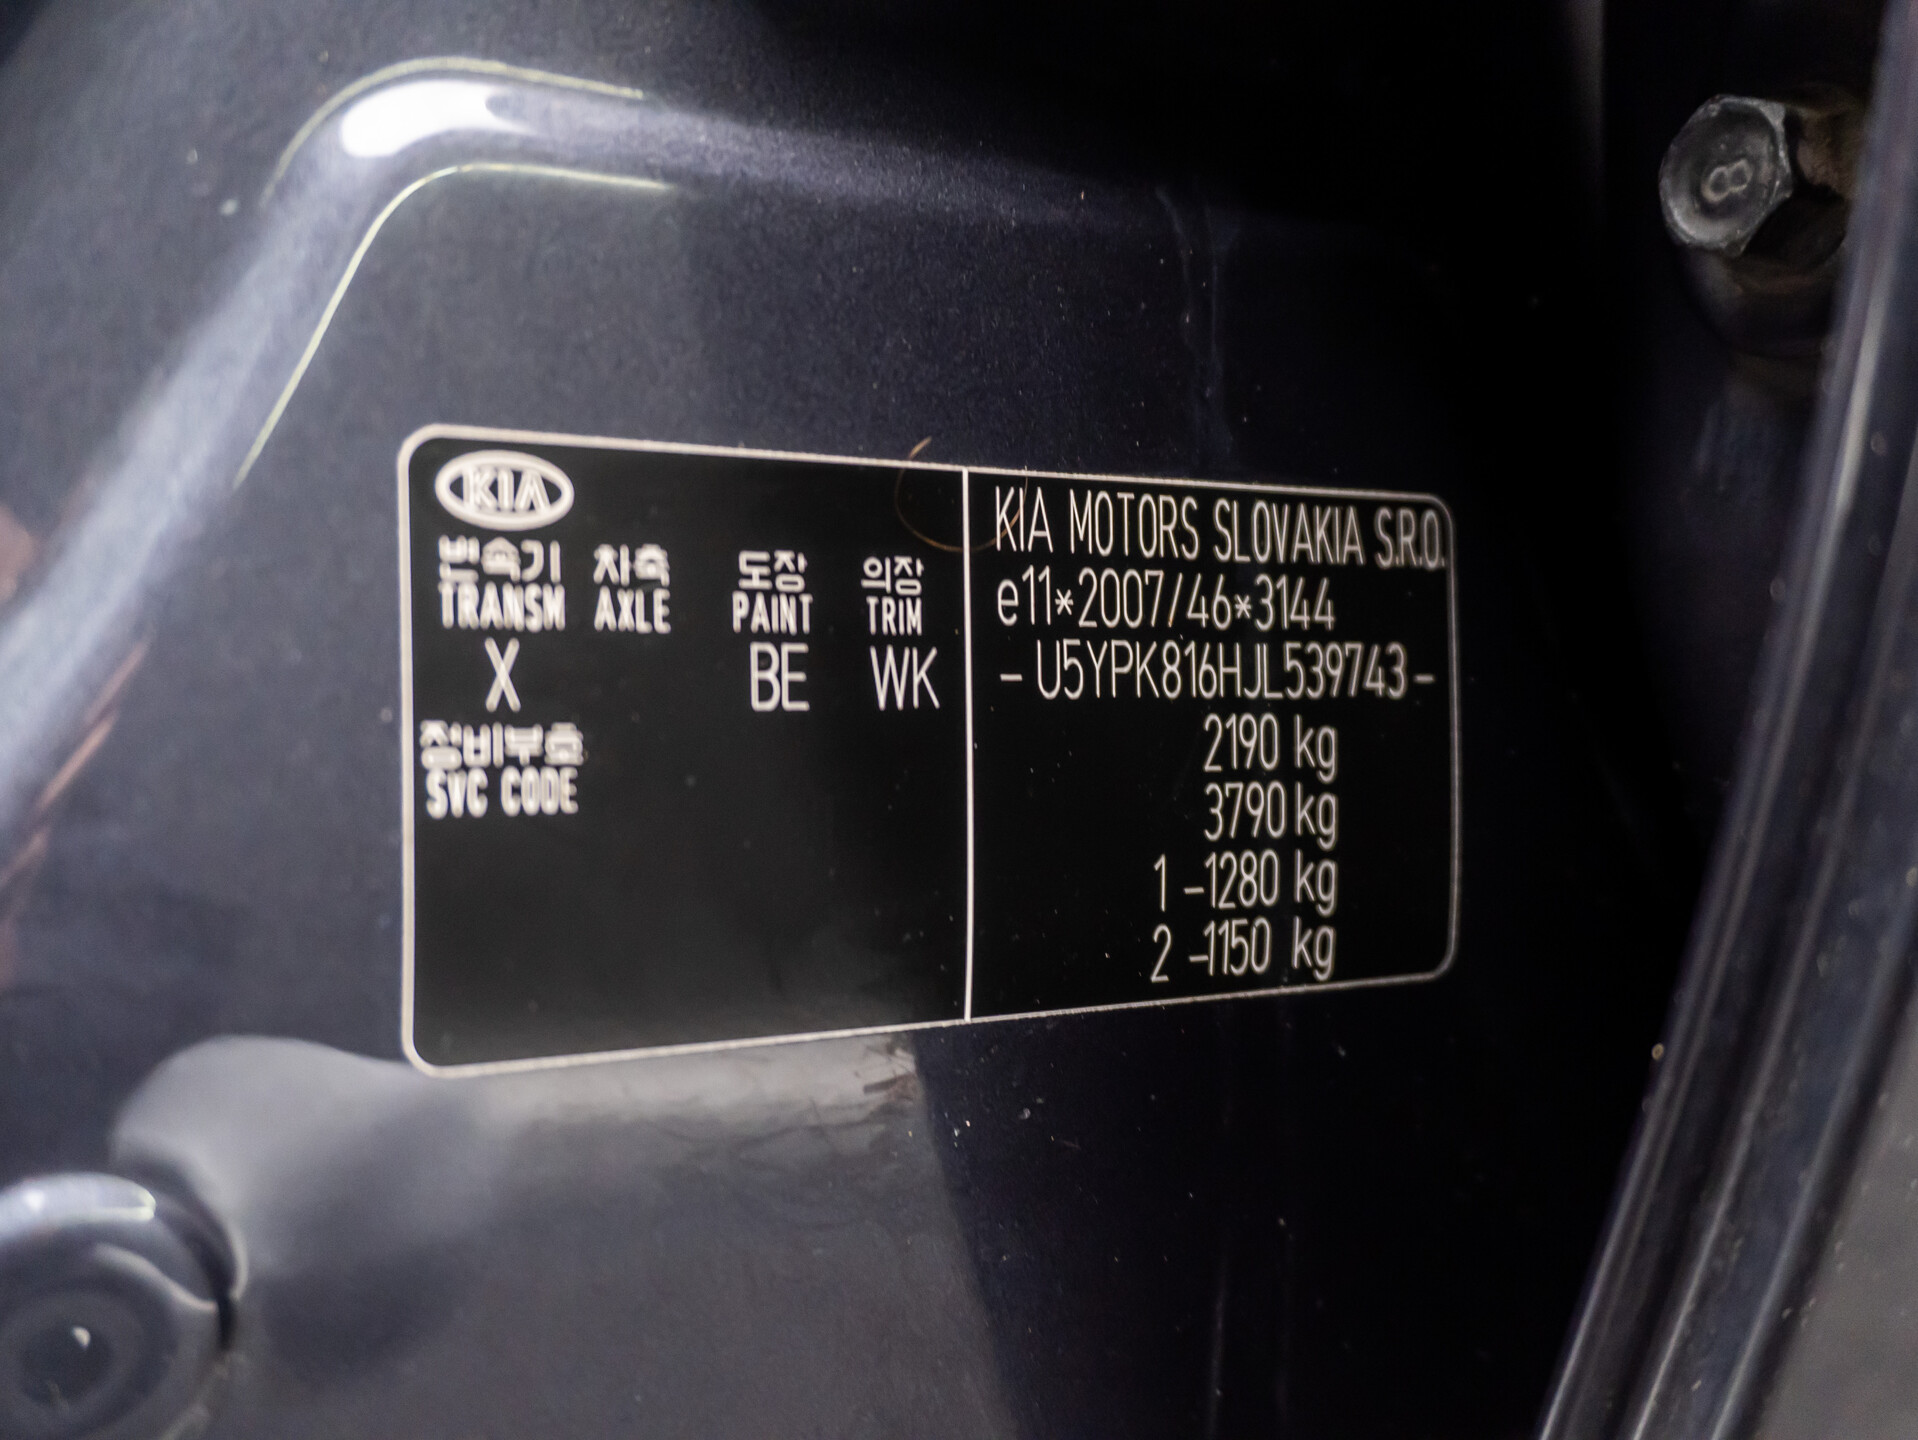 KIA
변속기 차축 도장 의장
TRANSM AXLE PAINT TRIM
X BE WK
정비부호
SVC CODE
KIA MOTORS SLOVAKIA S.R.O.
e11*2007/46*3144
- U5YPK816HJL539743 -
2190 kg
3790 kg
1 -1280 kg
2 -1150 kg
8